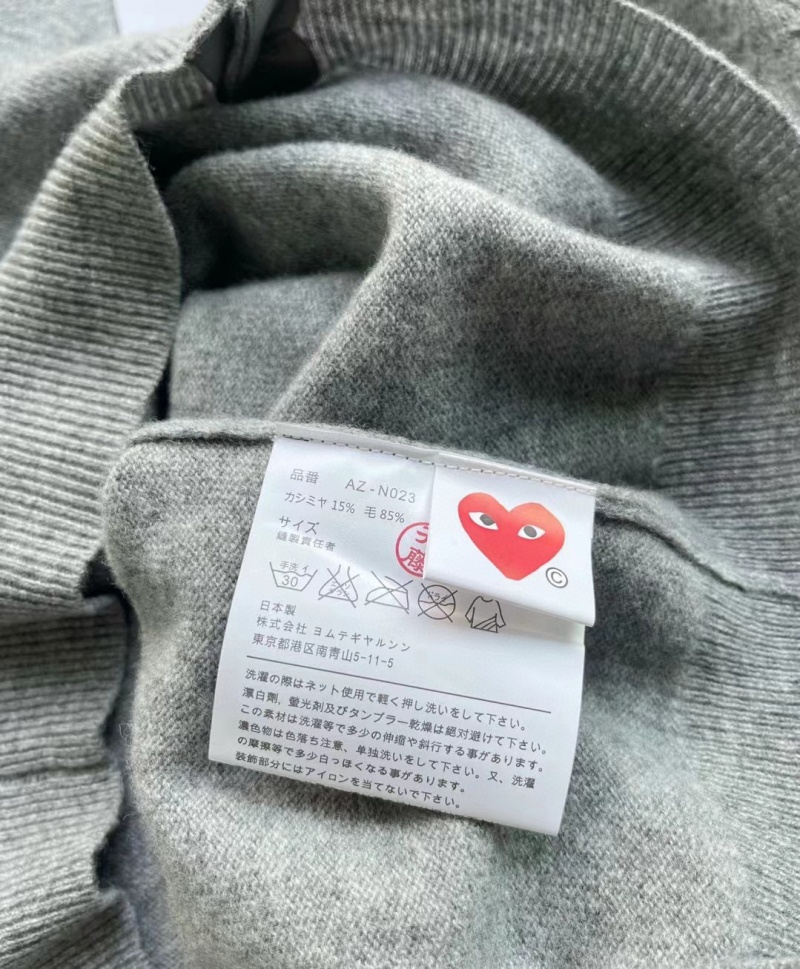 品番 AZ-N023
カシミヤ 15% 毛 85%
サイズ
縫製責任者
藤
手洗イ
30
日本製
株式会社 ヨムテギヤルソン
東京都港区南青山5-11-5
洗濯の際はネット使用で軽く押し洗いをして下さい。
漂白剤，螢光剤及びタンブラー乾燥は絶対避けて下さい。
この素材は洗濯等で多少の伸縮や斜行する事があります。
濃色物は色落ち注意、単独洗いをして下さい。又、洗濯
の摩擦等で多少白っぽくなる事があります。
装飾部分にはアイロンを当てないで下さい。
©